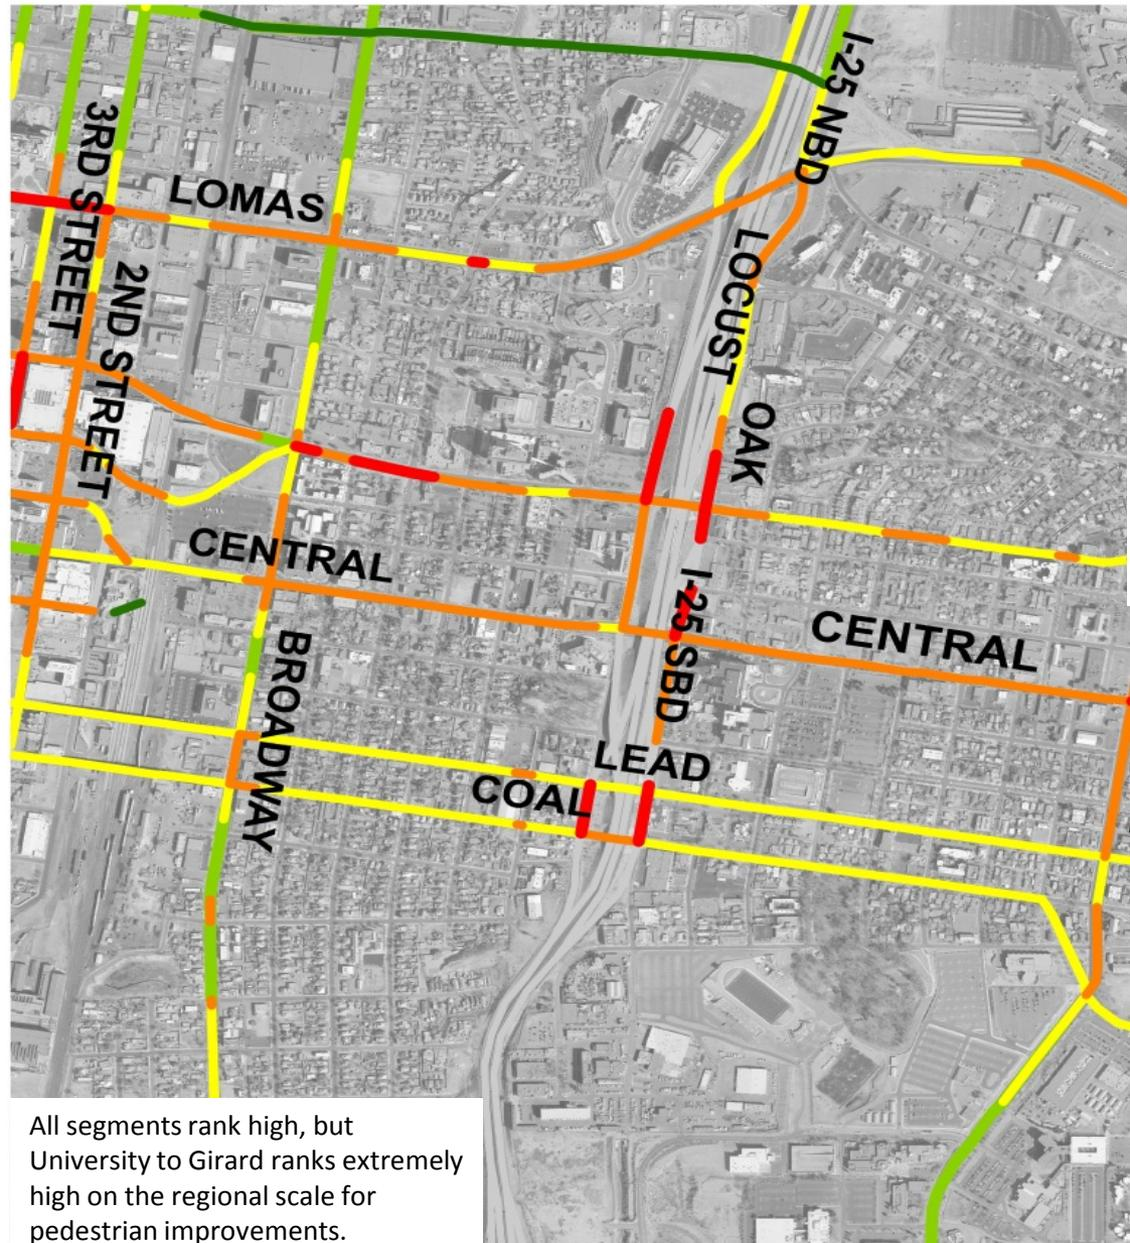 I-25 NBD
3RD STREET
LOMAS
2ND STREET
LOCUST
OAK
CENTRAL
I-25 SBD
CENTRAL
BROADWAY
LEAD
COAL
All segments rank high, but
University to Girard ranks extremely
high on the regional scale for
pedestrian improvements.